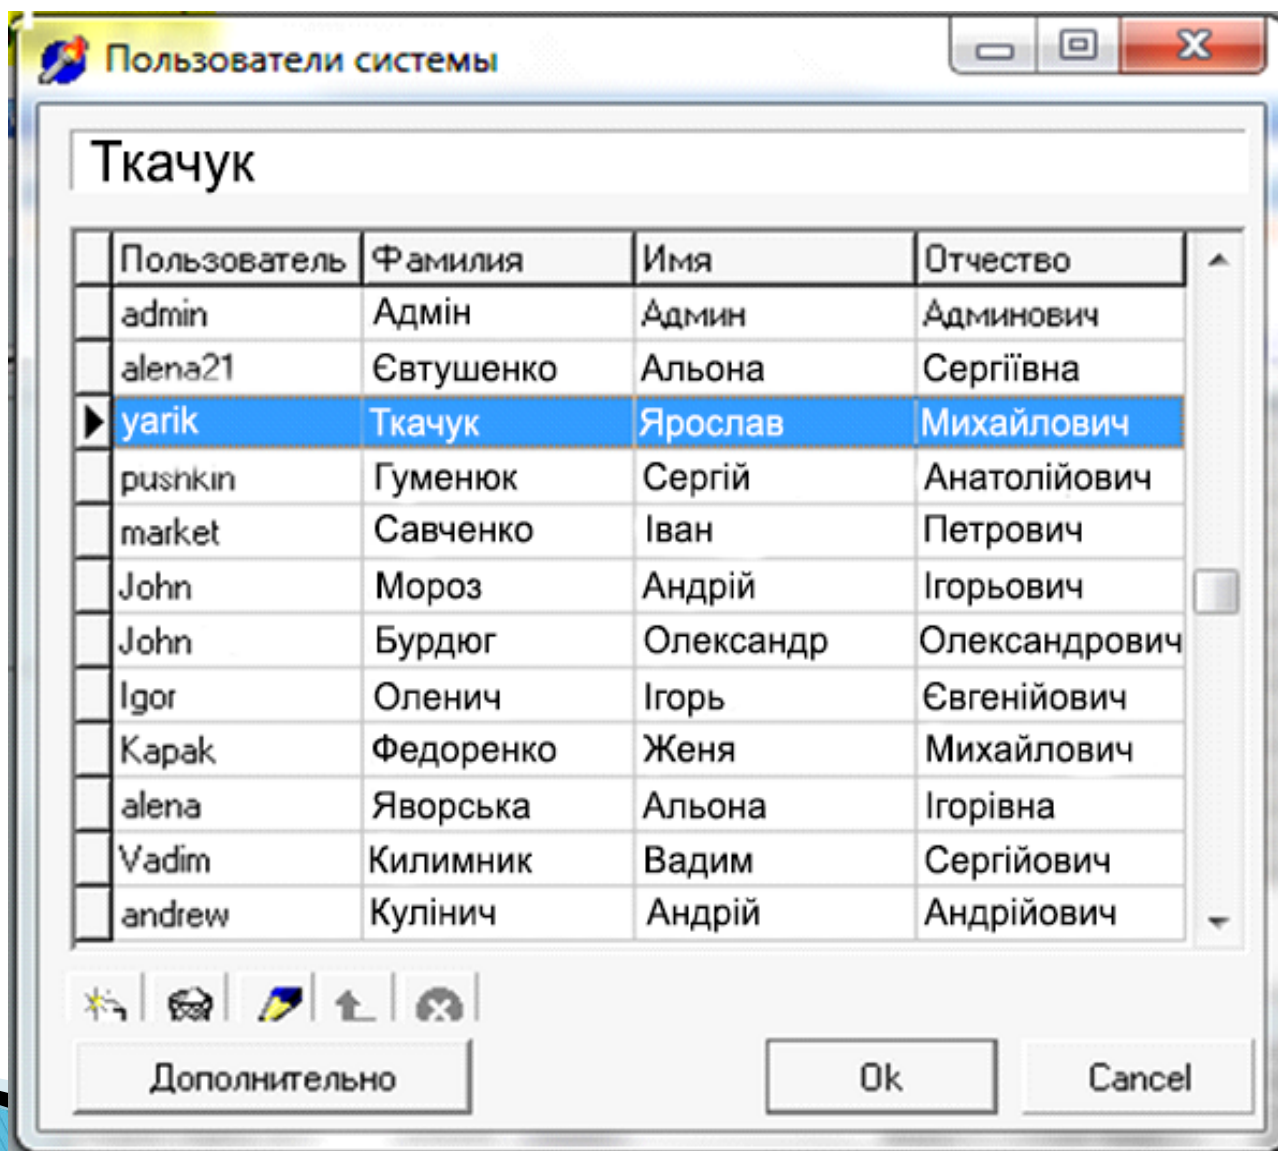 Пользователи системы
Ткачук
Пользователь Фамилия Имя Отчество
admin Адмін Админ Админович
alena21 Євтушенко Альона Сергіївна
yarik Ткачук Ярослав Михайлович
pushkin Гуменюк Сергій Анатолійович
market Савченко Іван Петрович
John Мороз Андрій Ігорьович
John Бурдюг Олександр Олександрович
Igor Оленич Ігорь Євгенійович
Kapak Федоренко Женя Михайлович
alena Яворська Альона Ігорівна
Vadim Килимник Вадим Сергійович
andrew Кулінич Андрій Андрійович
Дополнительно Ok Cancel